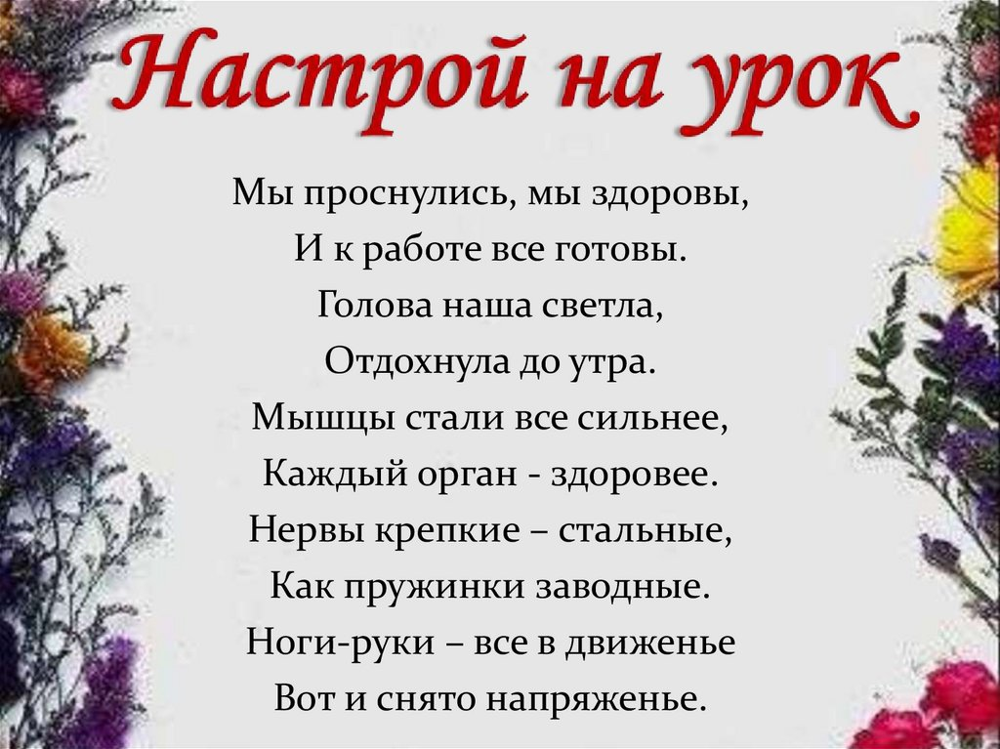 Настрой на урок
Мы проснулись, мы здоровы,
И к работе все готовы.
Голова наша светла,
Отдохнула до утра.
Мышцы стали все сильнее,
Каждый орган - здоровее.
Нервы крепкие – стальные,
Как пружинки заводные.
Ноги-руки – все в движенье
Вот и снято напряженье.